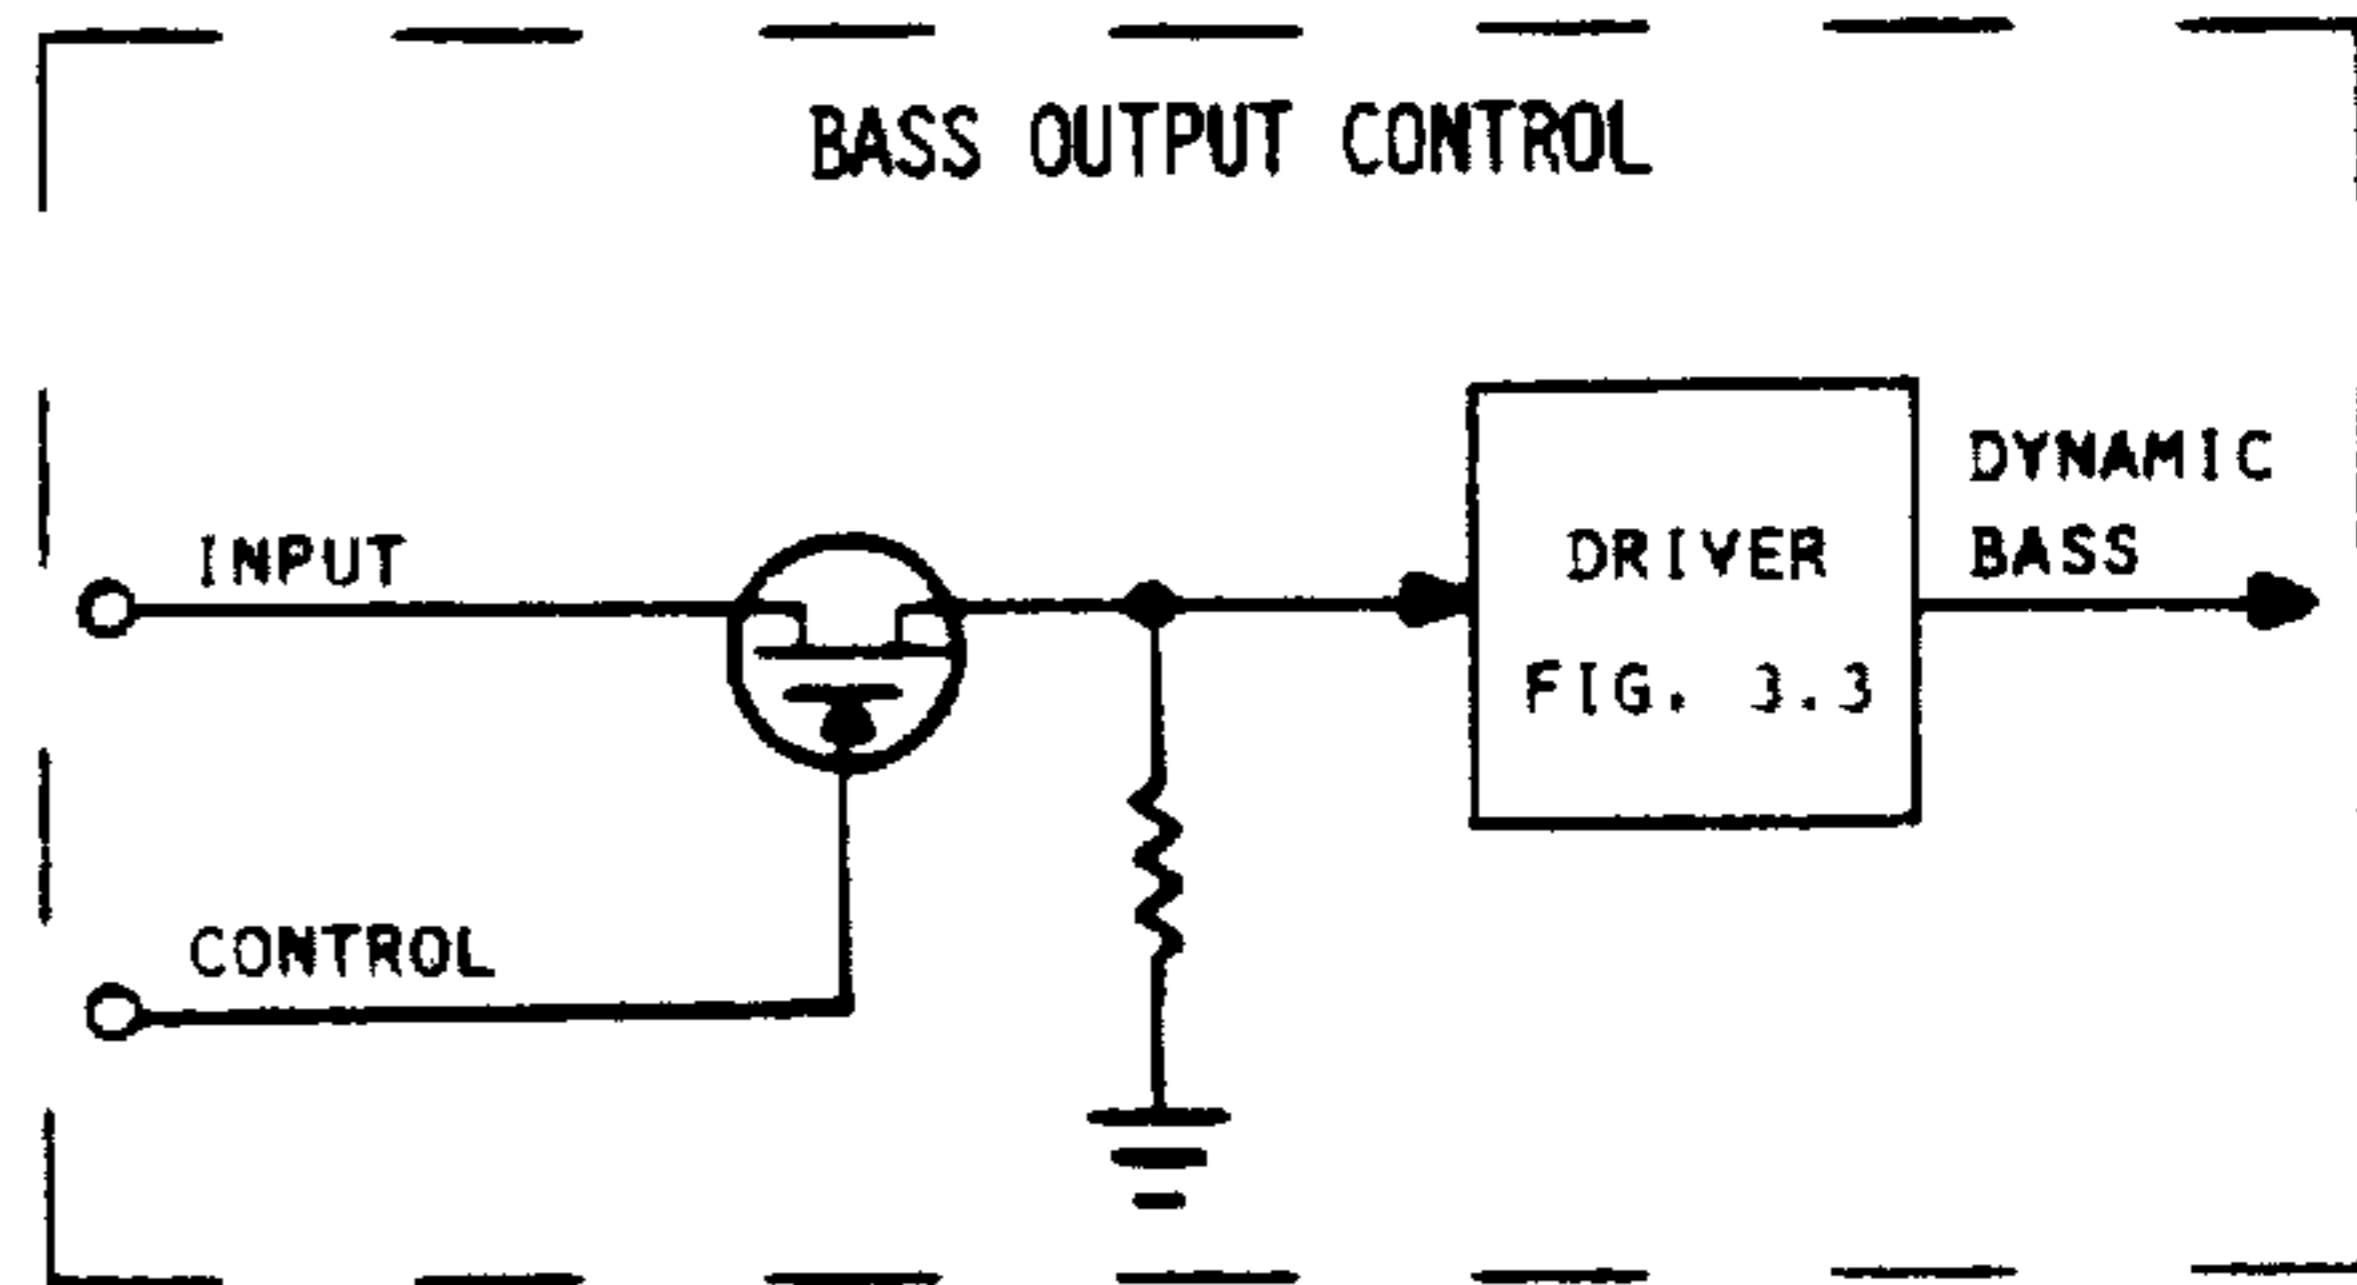 BASS OUTPUT CONTROL
INPUT
CONTROL
DRIVER
FIG. 3.3
DYNAMIC
BASS